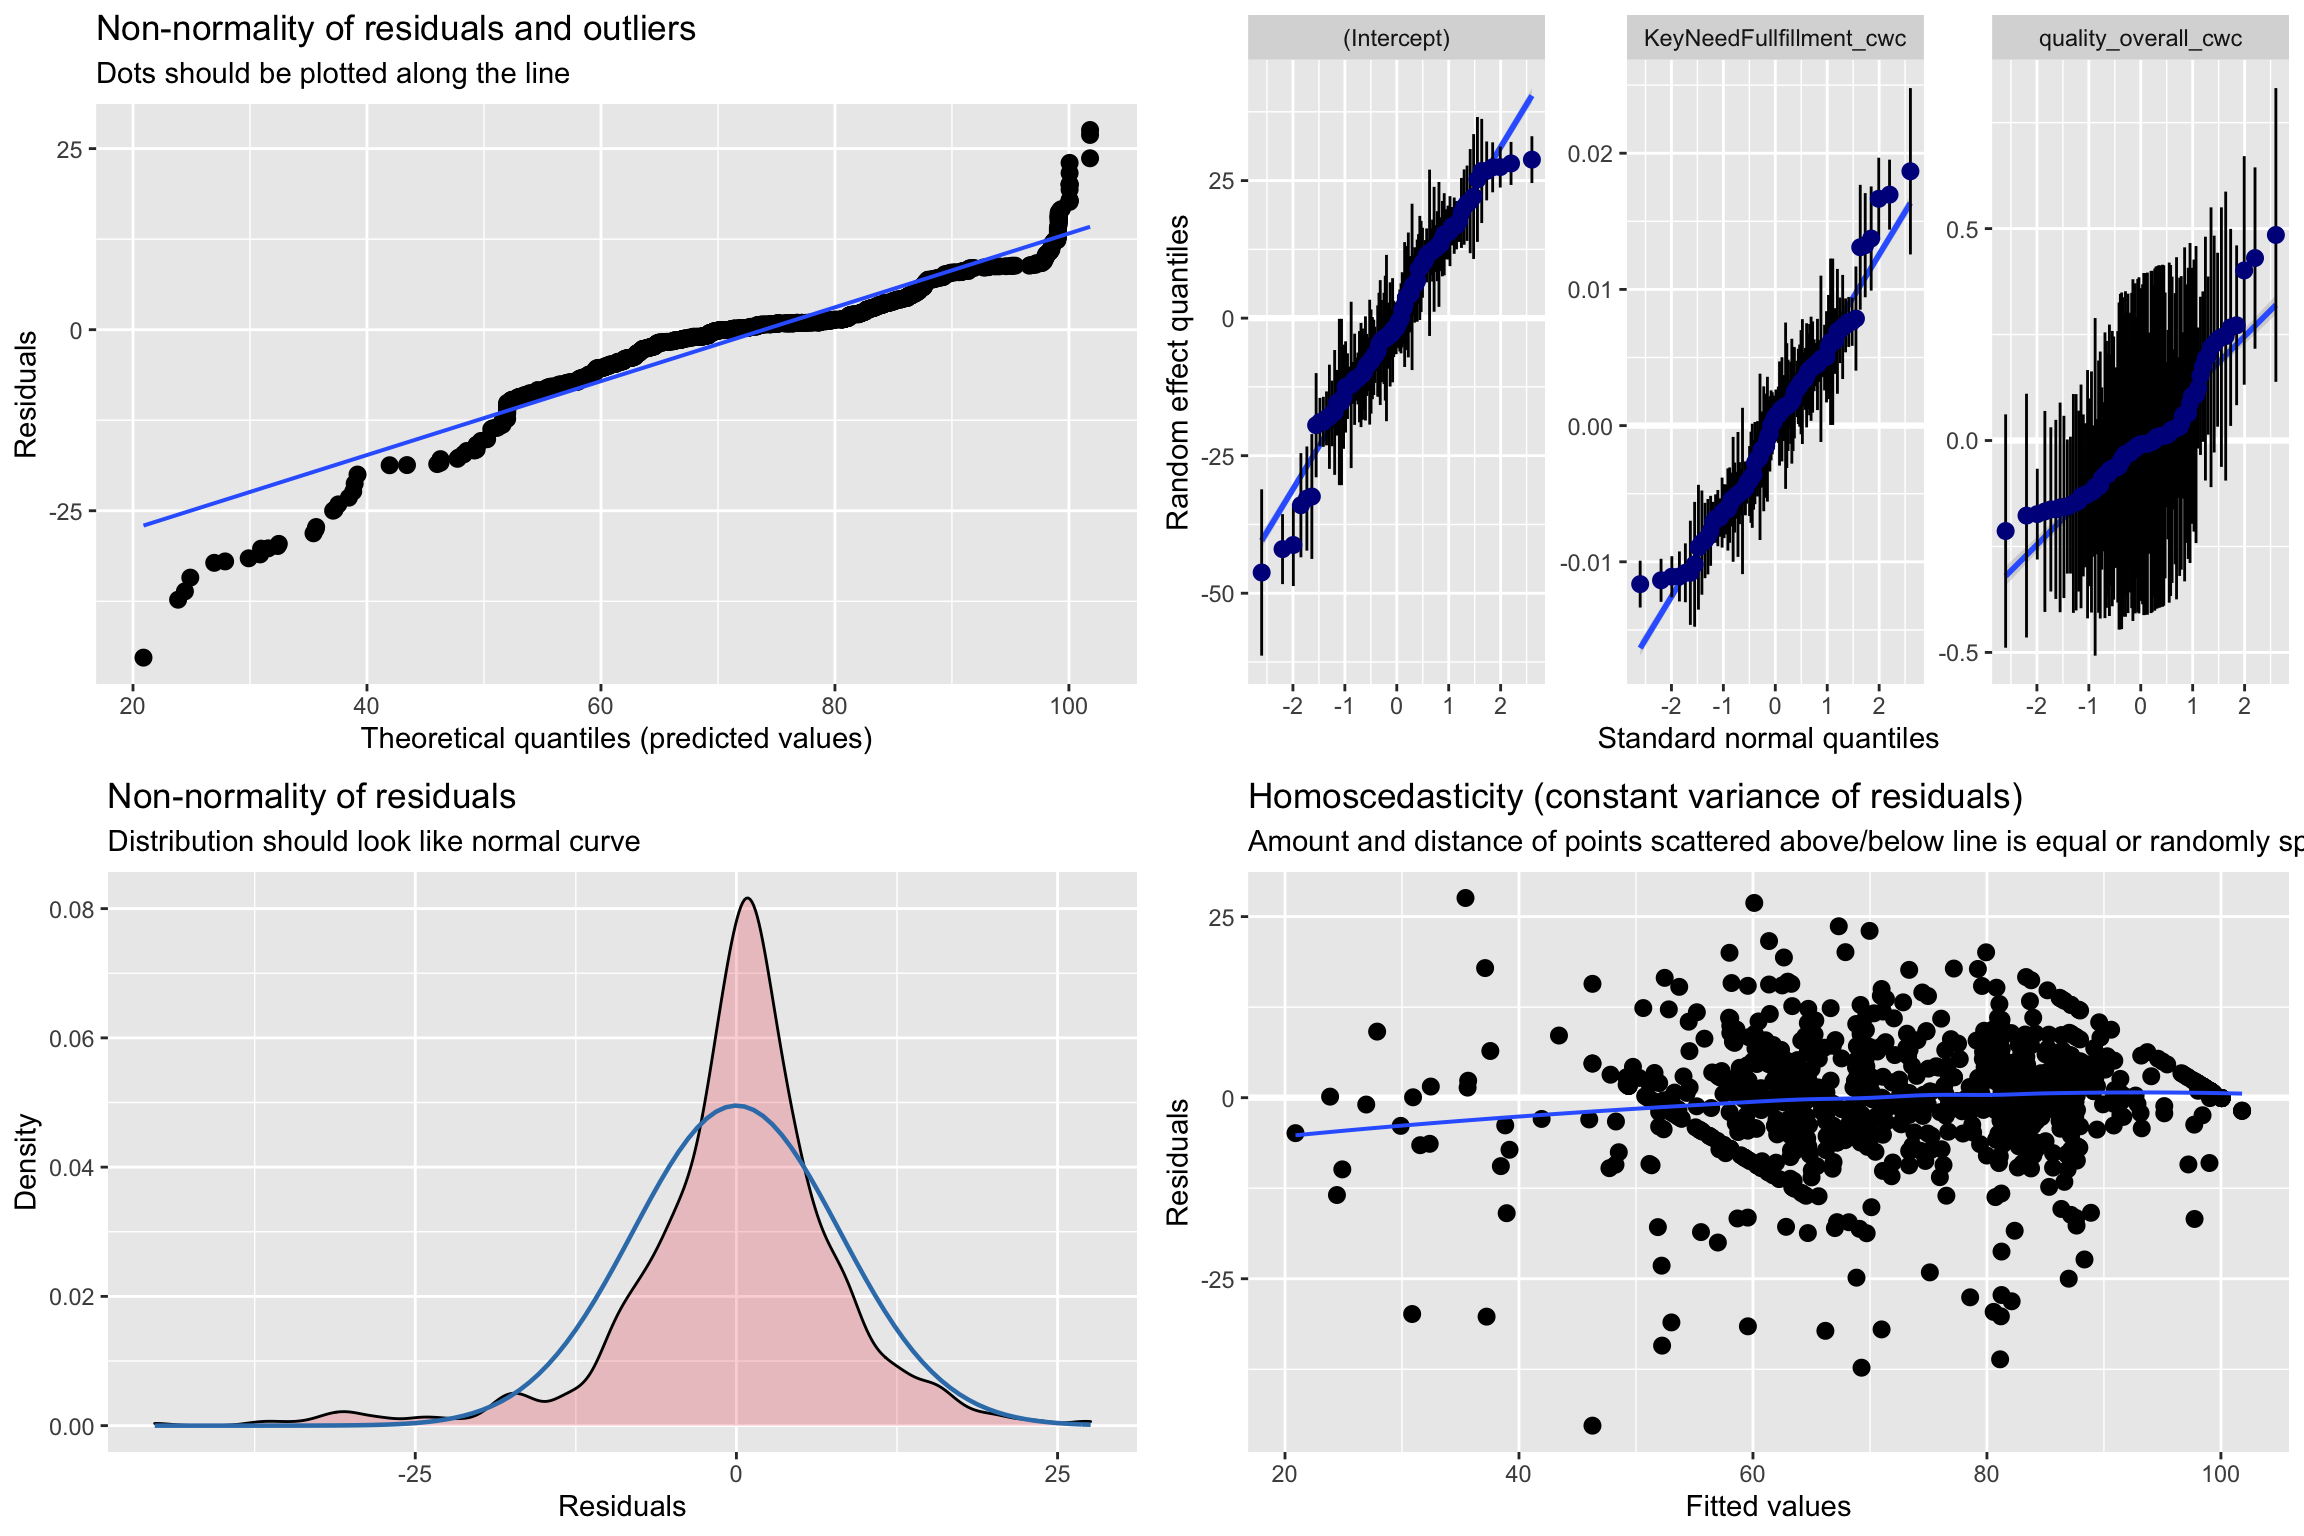 Non-normality of residuals and outliers
Dots should be plotted along the line
25
0
-25
Residuals
20 40 60 80 100
Theoretical quantiles (predicted values)
(Intercept) KeyNeedFullfillment_cwc quality_overall_cwc
Random effect quantiles
25
0
-25
-50
0.02
0.01
0.00
-0.01
0.5
0.0
-0.5
-2 -1 0 1 2 -2 -1 0 1 2 -2 -1 0 1 2
Standard normal quantiles
Non-normality of residuals
Distribution should look like normal curve
0.08
0.06
0.04
0.02
0.00
Density
-25 0 25
Residuals
Homoscedasticity (constant variance of residuals)
Amount and distance of points scattered above/below line is equal or randomly sp
25
0
-25
Residuals
20 40 60 80 100
Fitted values